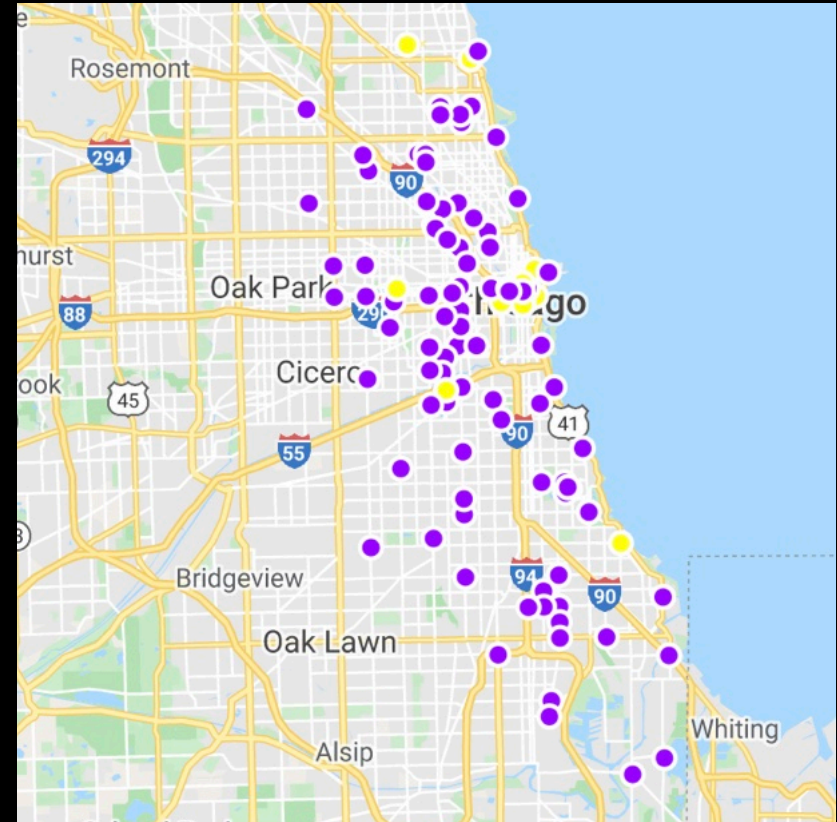 e
Rosemont
294
90
hurst
Oak Park
88
290
Chicago
Cicero
ook
45
41
90
55
3
Bridgeview
94
90
Oak Lawn
Whiting
Alsip